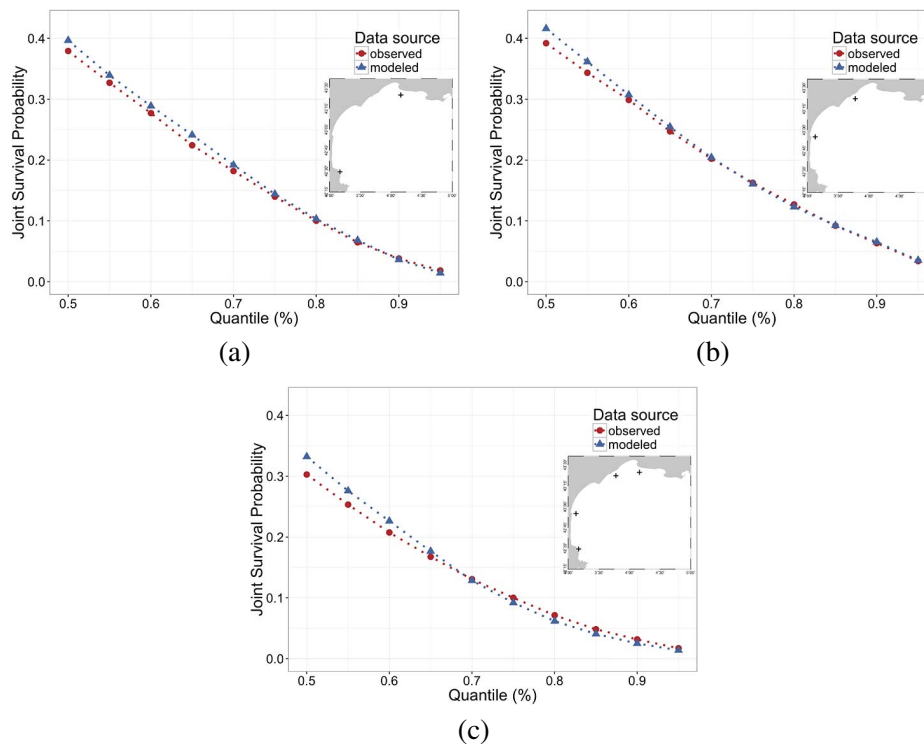 Data source
observed
modeled
Joint Survival Probability
0.4
0.3
0.2
0.1
0.0
0.5 0.6 0.7 0.8 0.9
Quantile (%)
(a)
Data source
observed
modeled
Joint Survival Probability
0.4
0.3
0.2
0.1
0.0
0.5 0.6 0.7 0.8 0.9
Quantile (%)
(b)
Data source
observed
modeled
Joint Survival Probability
0.4
0.3
0.2
0.1
0.0
0.5 0.6 0.7 0.8 0.9
Quantile (%)
(c)